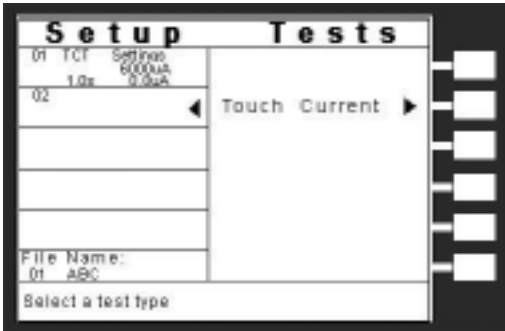 Setup Tests
01 TCT Settings
6000uA
1.0s 0.0uA
02
Touch Current
File Name:
01 ABC
Select a test type